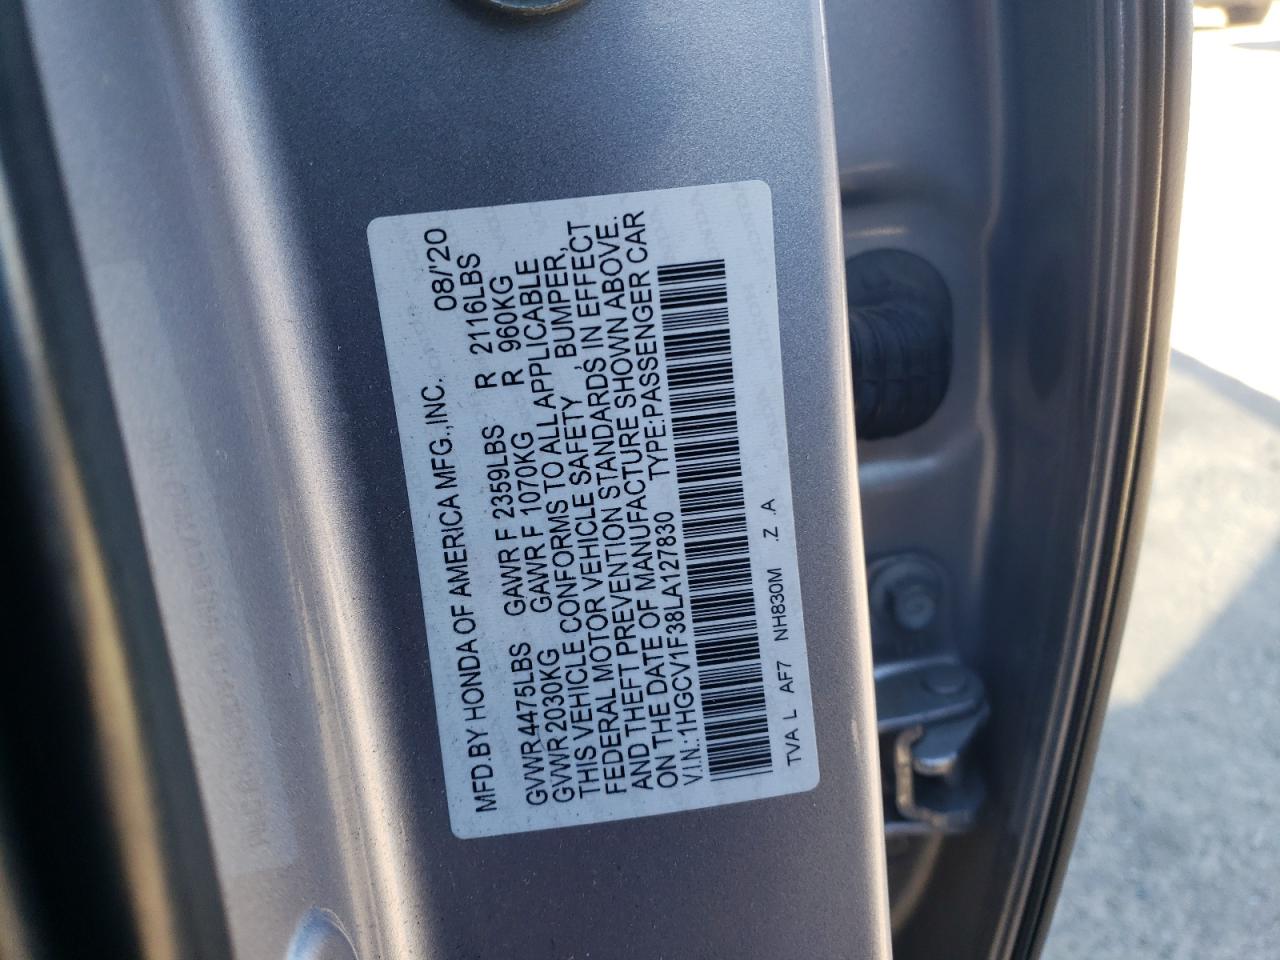 MFD.BY HONDA OF AMERICA MFG.,INC. 08/'20
GVWR 4475LBS GAWR F 2359LBS R 2116LBS
GVWR 2030KG GAWR F 1070KG R 960KG
THIS VEHICLE CONFORMS TO ALL APPLICABLE
FEDERAL MOTOR VEHICLE SAFETY, BUMPER,
AND THEFT PREVENTION STANDARDS IN EFFECT
ON THE DATE OF MANUFACTURE SHOWN ABOVE.
V.I.N.:1HGCV1F38LA127830 TYPE:PASSENGER CAR
TVA L AF7 NH830M .Z .A